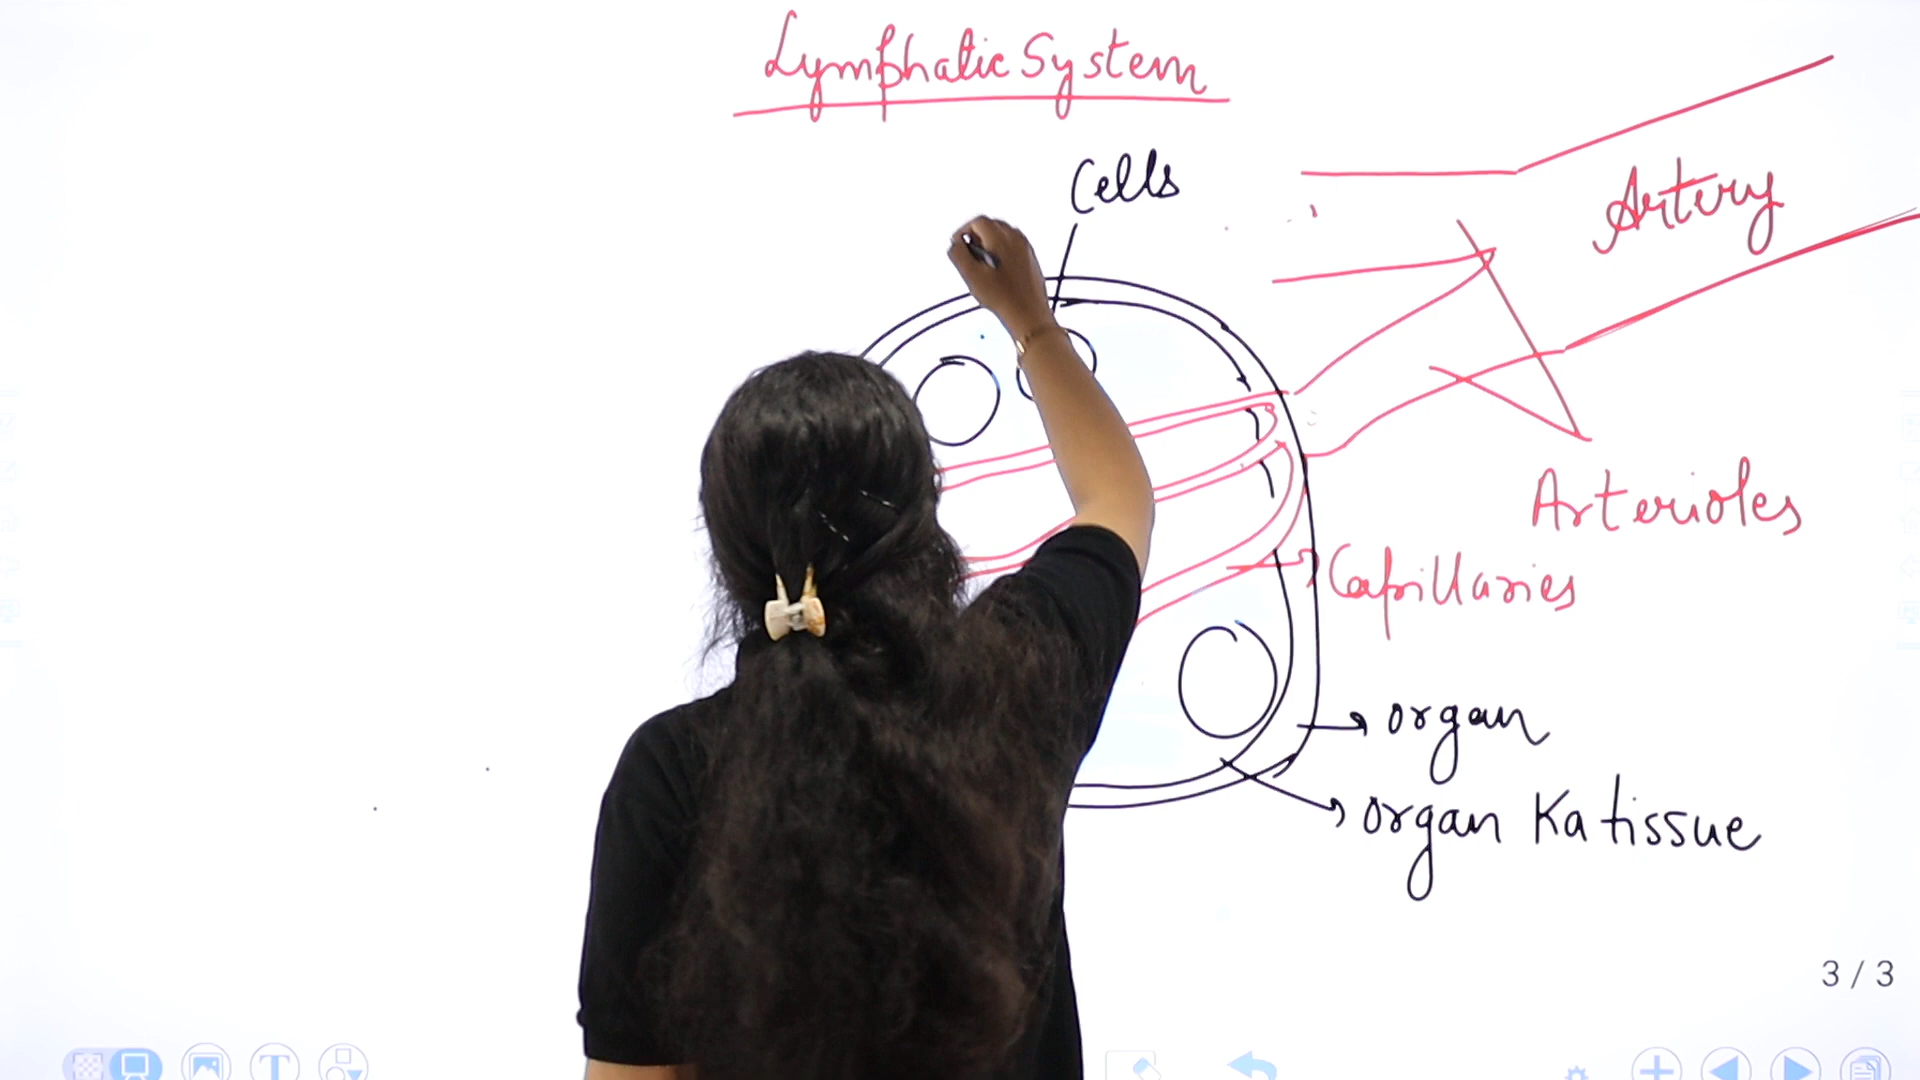 Lymphatic System
Cells
Artery
Arterioles
Capillaries
organ
organ Ka tissue
3 / 3
T